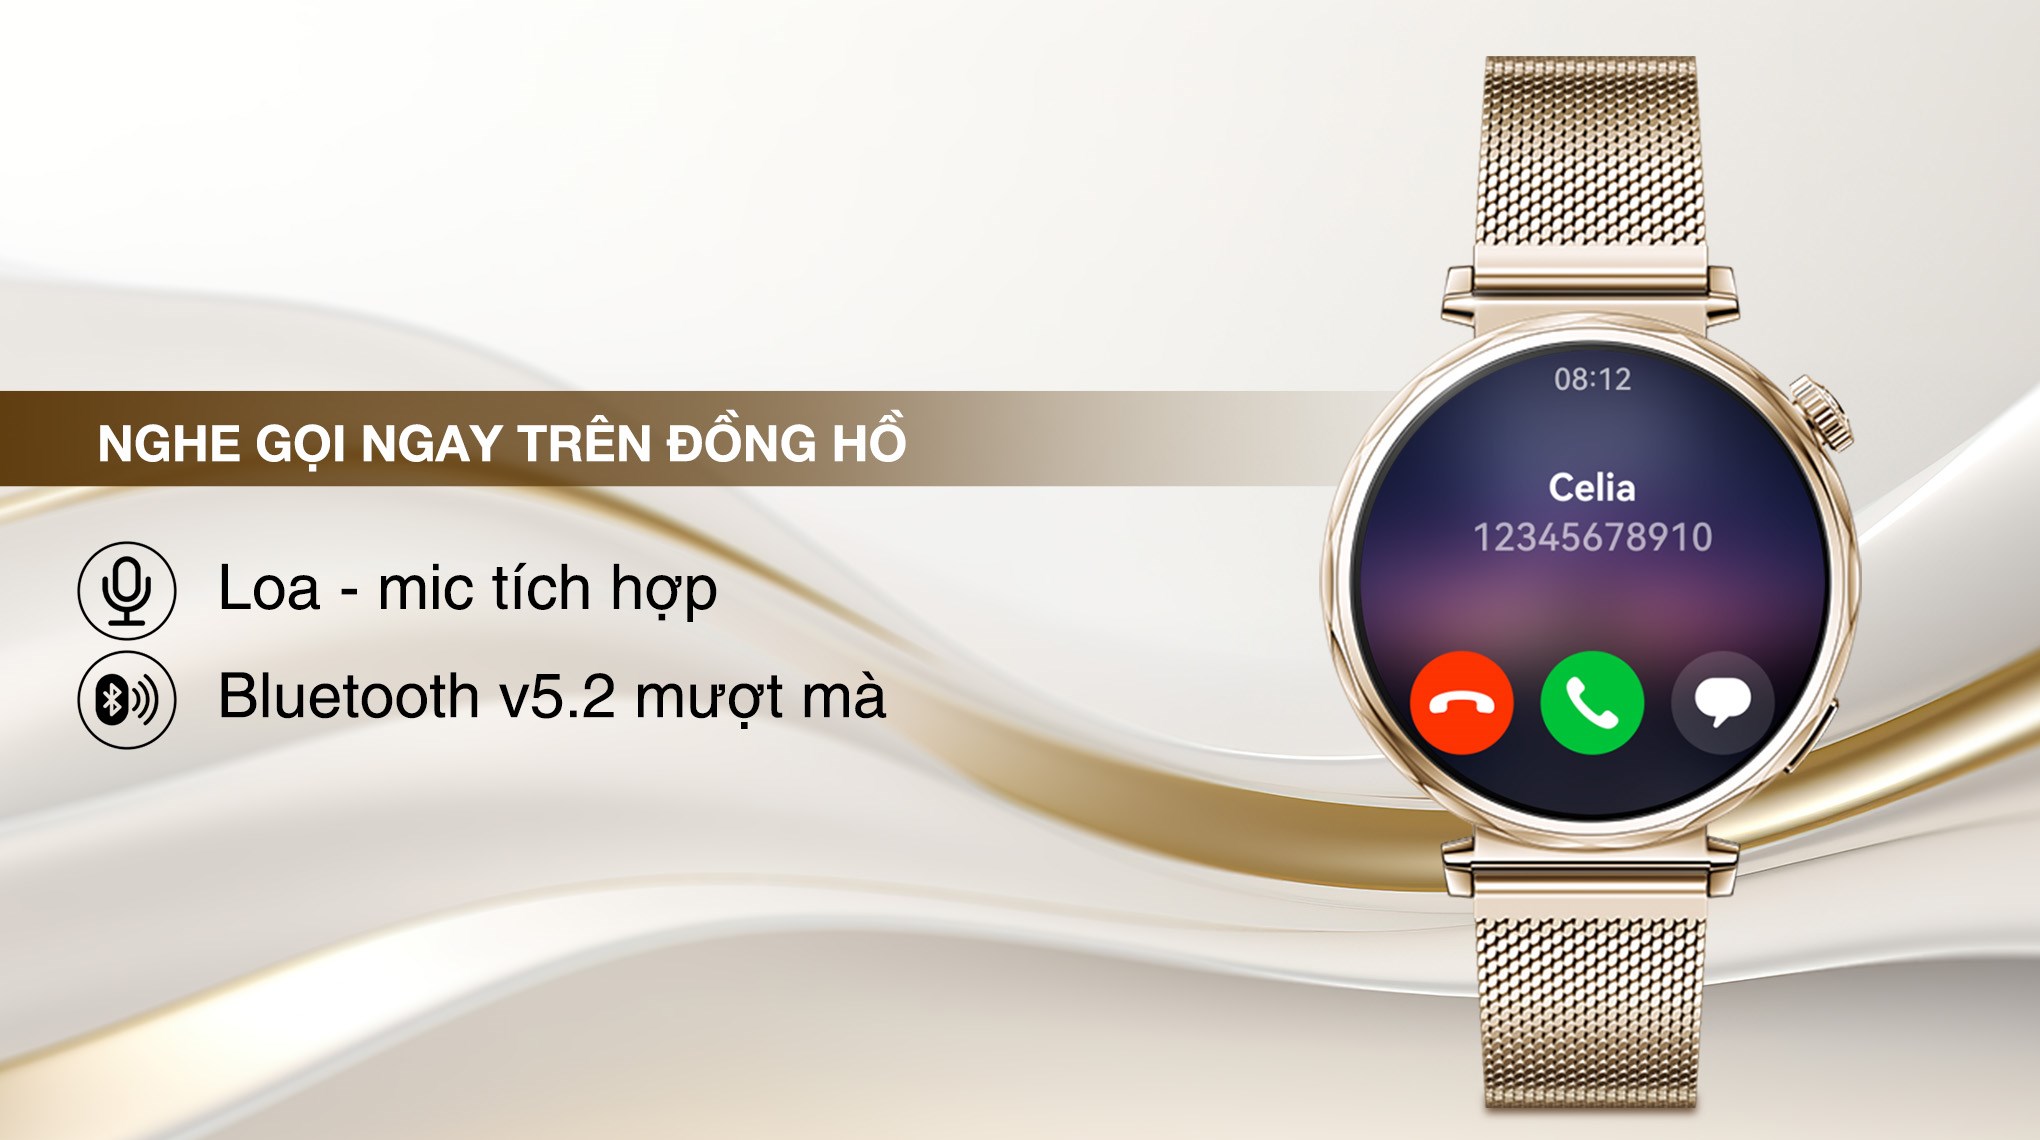 NGHE GỌI NGAY TRÊN ĐỒNG HỒ
Loa - mic tích hợp
Bluetooth v5.2 mượt mà
08:12
Celia
12345678910